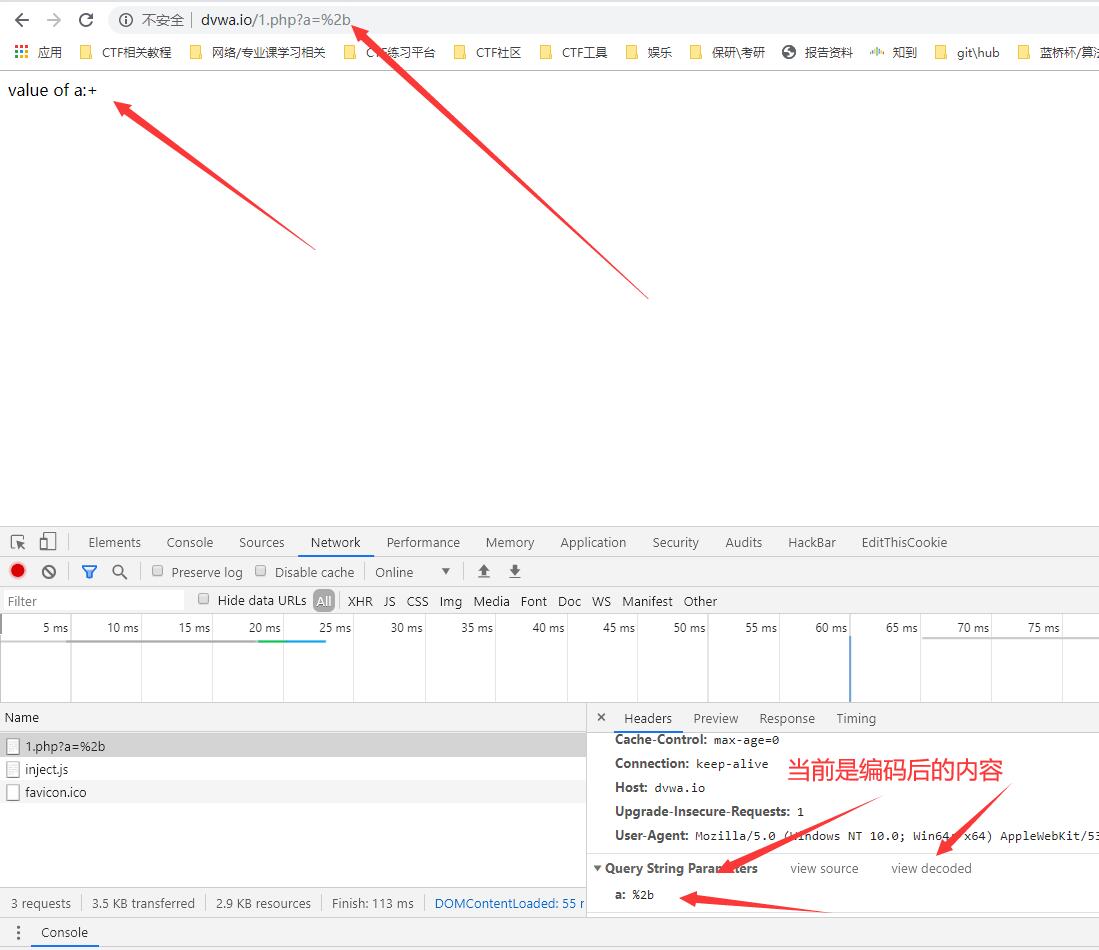 不安全 dvwa.io/1.php?a=%2b
应用 CTF相关教程 网络/专业课学习相关 CTF练习平台 CTF社区 CTF工具 娱乐 保研\考研 报告资料 知到 git\hub 蓝桥杯/算法
value of a:+
Elements Console Sources Network Performance Memory Application Security Audits HackBar EditThisCookie
Preserve log Disable cache Online
Filter Hide data URLs All XHR JS CSS Img Media Font Doc WS Manifest Other
5 ms 10 ms 15 ms 20 ms 25 ms 30 ms 35 ms 40 ms 45 ms 50 ms 55 ms 60 ms 65 ms 70 ms 75 ms
Name
1.php?a=%2b
inject.js
favicon.ico
3 requests 3.5 KB transferred 2.9 KB resources Finish: 113 ms DOMContentLoaded: 55 r
Headers Preview Response Timing
Cache-Control: max-age=0
Connection: keep-alive
当前是编码后的内容
Host: dvwa.io
Upgrade-Insecure-Requests: 1
User-Agent: Mozilla/5.0 (Windows NT 10.0; Win64; x64) AppleWebKit/53
Query String Parameters view source view decoded
a: %2b
Console